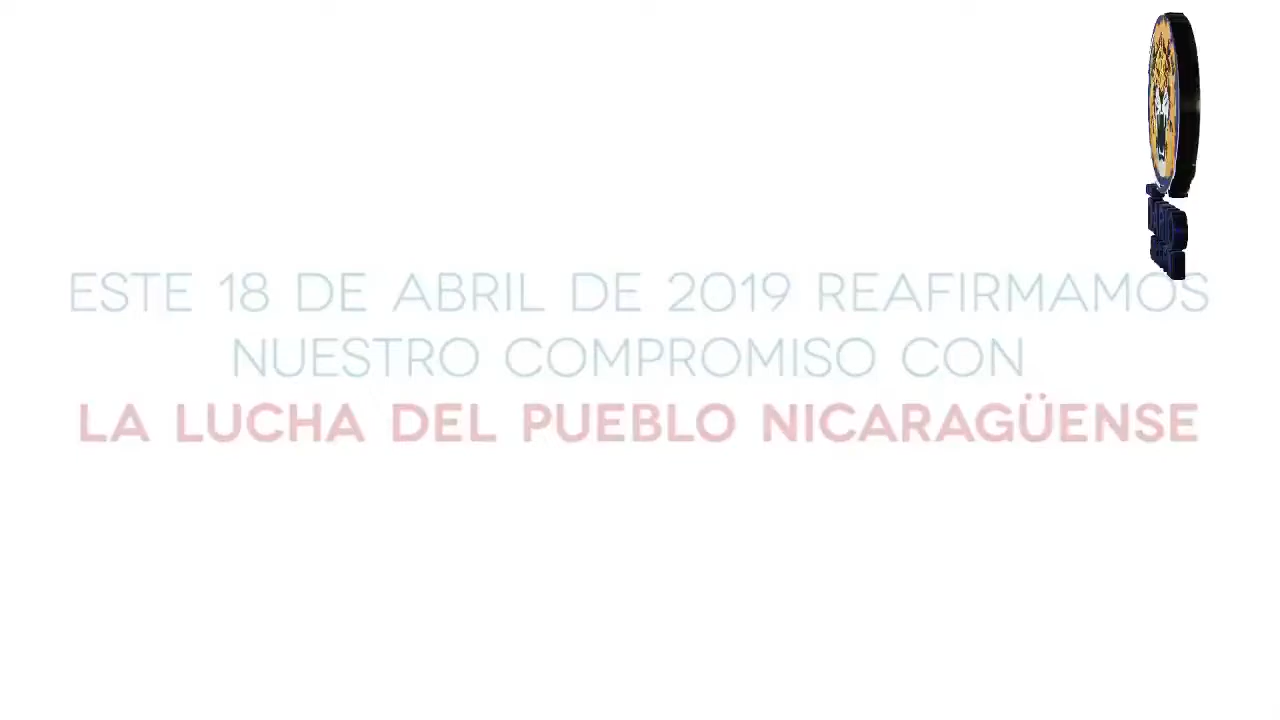 ESTE 18 DE ABRIL DE 2019 REAFIRMAMOS
NUESTRO COMPROMISO CON
LA LUCHA DEL PUEBLO NICARAGÜENSE